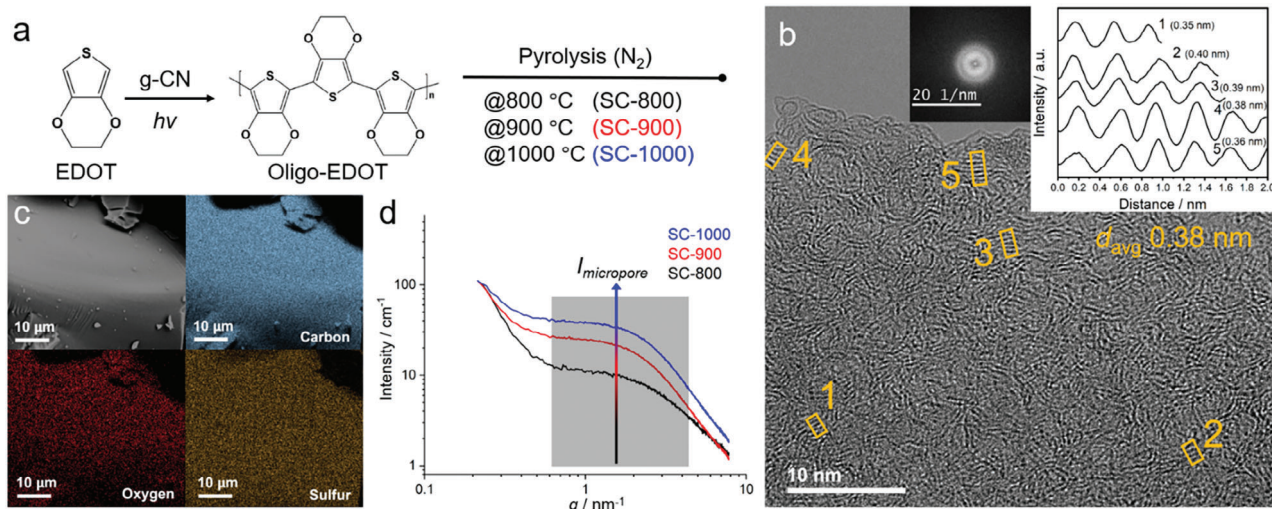 a
S
O
O
EDOT
g-CN
hv
O
O
S
S
S
O
O
O
O
n
Oligo-EDOT
Pyrolysis (N₂)
@800 °C (SC-800)
@900 °C (SC-900)
@1000 °C (SC-1000)
b
20 1/nm
Intensity / a.u.
1 (0.35 nm)
2 (0.40 nm)
3 (0.39 nm)
4 (0.38 nm)
5 (0.36 nm)
0.0 0.2 0.4 0.6 0.8 1.0 1.2 1.4 1.6 1.8 2.0
Distance / nm
4
5
3
davg 0.38 nm
1
2
10 nm
c
10 µm
10 µm
Carbon
10 µm
Oxygen
10 µm
Sulfur
d
SC-1000
SC-900
SC-800
Imicropore
Intensity / cm⁻¹
100
10
1
0.1 1 10
q / nm⁻¹